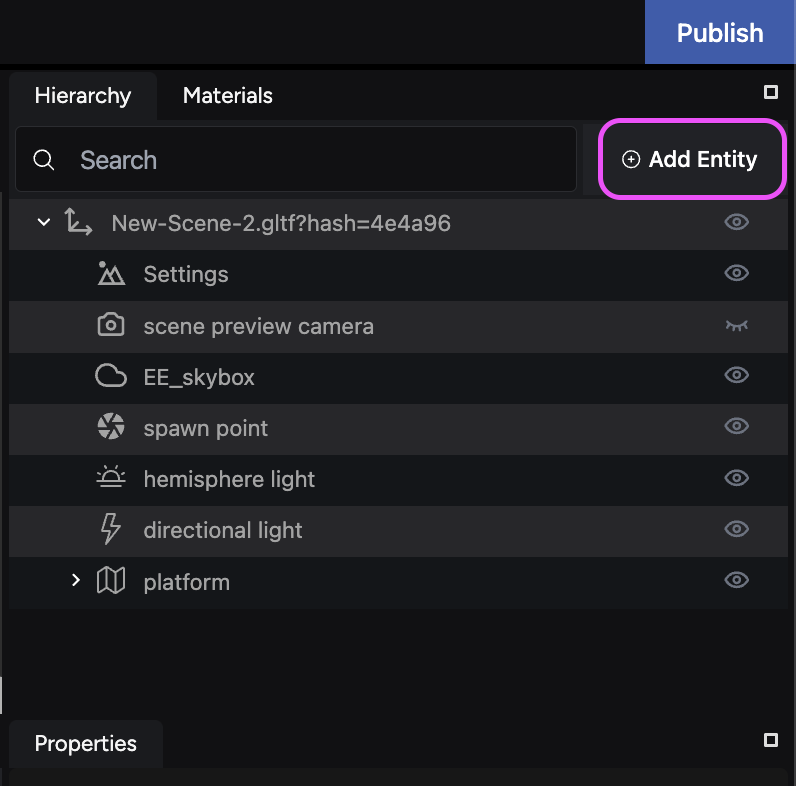 Publish
Hierarchy Materials
Search Add Entity
New-Scene-2.gltf?hash=4e4a96
Settings
scene preview camera
EE_skybox
spawn point
hemisphere light
directional light
platform
Properties